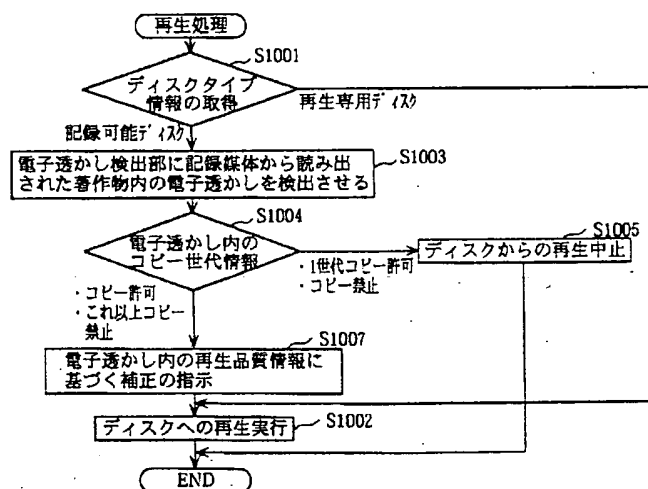 再生処理
S1001
ディスクタイプ
情報の取得
再生専用ディスク
記録可能ディスク
S1003
電子透かし検出部に記録媒体から読み出
された著作物内の電子透かしを検出させる
S1004
電子透かし内の
コピー世代情報
S1005
ディスクからの再生中止
・1世代コピー許可
・コピー禁止
・コピー許可
・これ以上コピー
禁止
S1007
電子透かし内の再生品質情報に
基づく補正の指示
S1002
ディスクへの再生実行
END